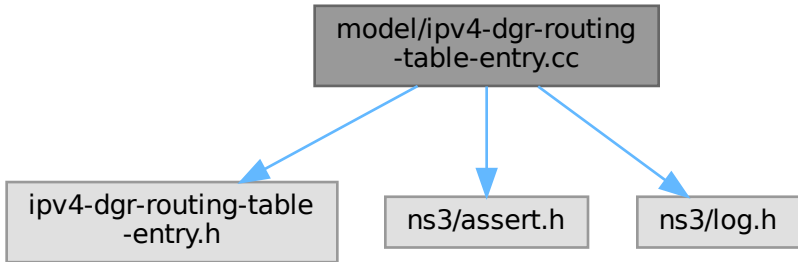 model/ipv4-dgr-routing
-table-entry.cc
ipv4-dgr-routing-table
-entry.h
ns3/assert.h
ns3/log.h